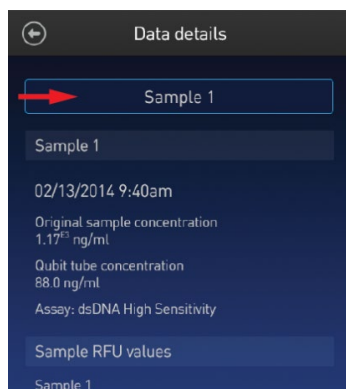 Data details
Sample 1
Sample 1
02/13/2014 9:40am
Original sample concentration
1.17ᴱ³ ng/ml
Qubit tube concentration
88.0 ng/ml
Assay: dsDNA High Sensitivity
Sample RFU values
Sample 1